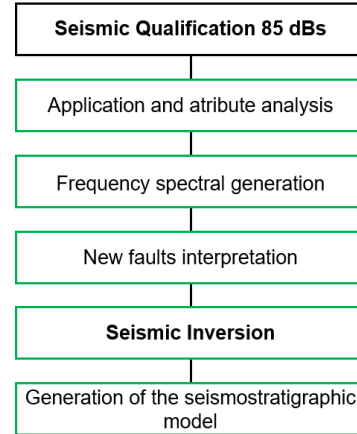 Seismic Qualification 85 dBs
Application and atribute analysis
Frequency spectral generation
New faults interpretation
Seismic Inversion
Generation of the seismostratigraphic
model